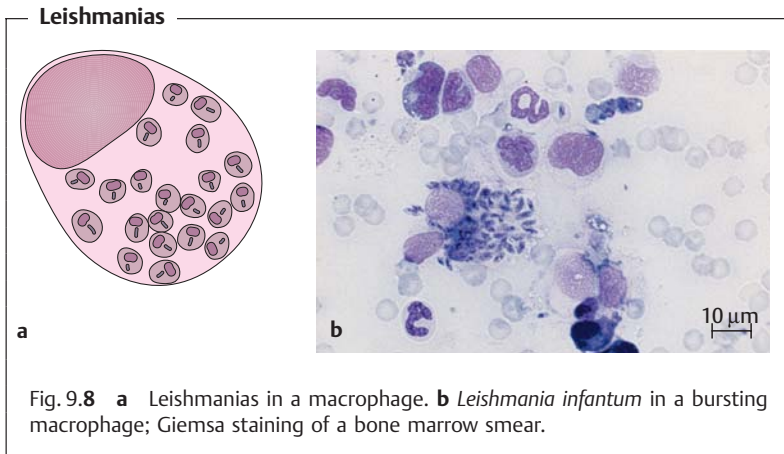 Leishmanias
a
b
10 μm
Fig. 9.8 a Leishmanias in a macrophage. b Leishmania infantum in a bursting
macrophage; Giemsa staining of a bone marrow smear.